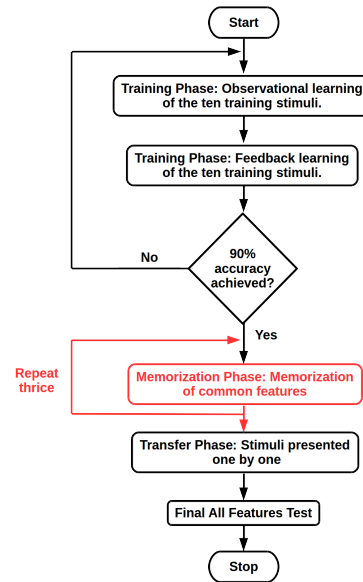 Start
Training Phase: Observational learning
of the ten training stimuli.
Training Phase: Feedback learning
of the ten training stimuli.
No
90%
accuracy
achieved?
Yes
Repeat
thrice
Memorization Phase: Memorization
of common features
Transfer Phase: Stimuli presented
one by one
Final All Features Test
Stop